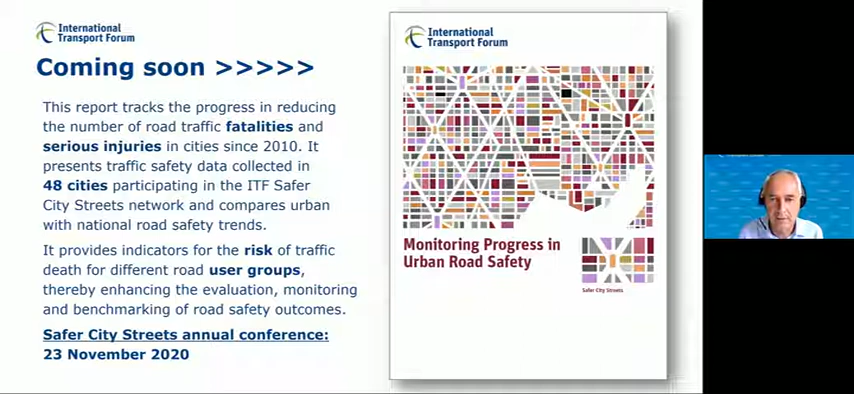 International
Transport Forum
Coming soon >>>>>
This report tracks the progress in reducing
the number of road traffic fatalities and
serious injuries in cities since 2010. It
presents traffic safety data collected in
48 cities participating in the ITF Safer
City Streets network and compares urban
with national road safety trends.
It provides indicators for the risk of traffic
death for different road user groups,
thereby enhancing the evaluation, monitoring
and benchmarking of road safety outcomes.
Safer City Streets annual conference:
23 November 2020
International
Transport Forum
Monitoring Progress in
Urban Road Safety
Safer City Streets
Transport Forum